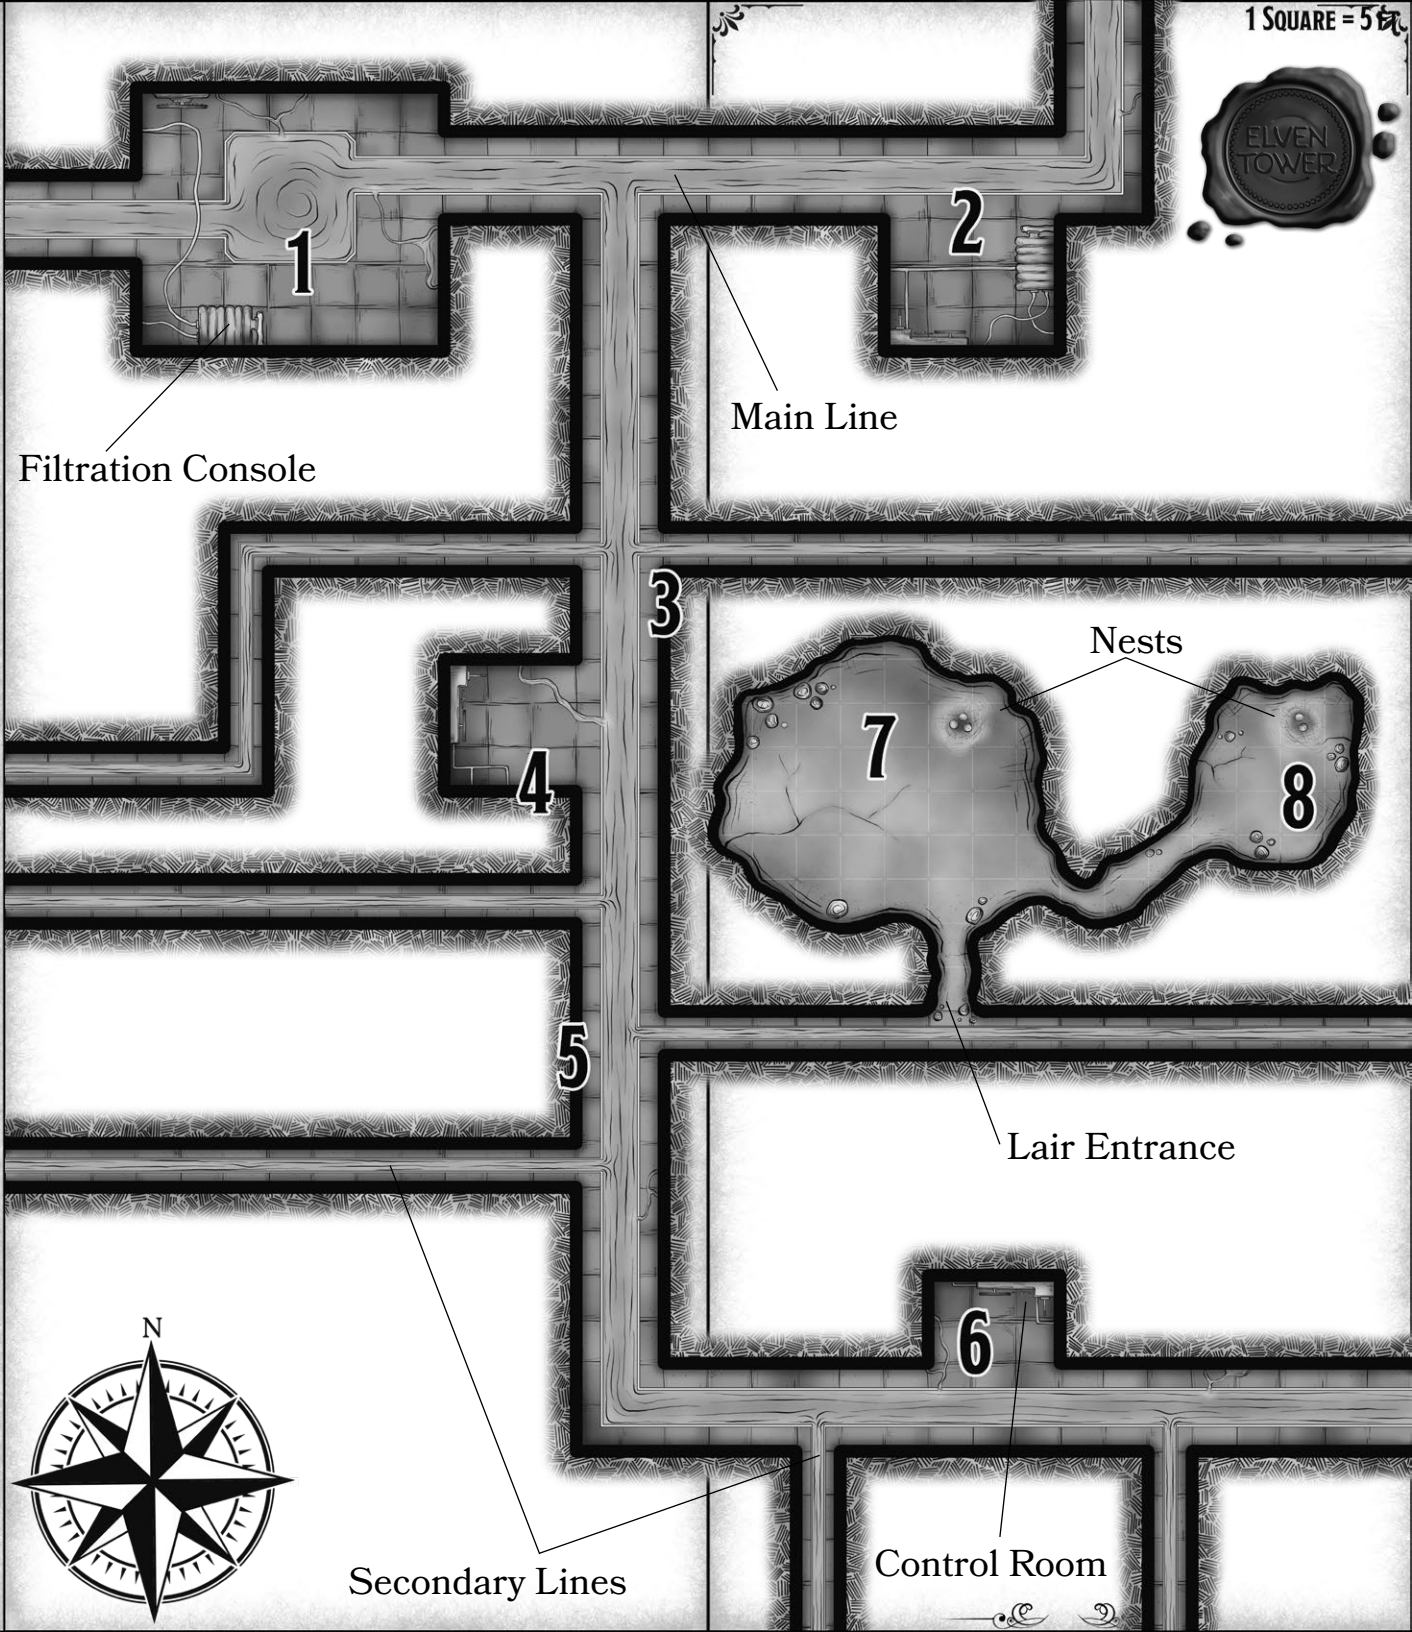 1 SQUARE = 5 FT
ELVEN
TOWER
1
2
Main Line
Filtration Console
3
Nests
7
4
8
5
Lair Entrance
6
N
Control Room
Secondary Lines